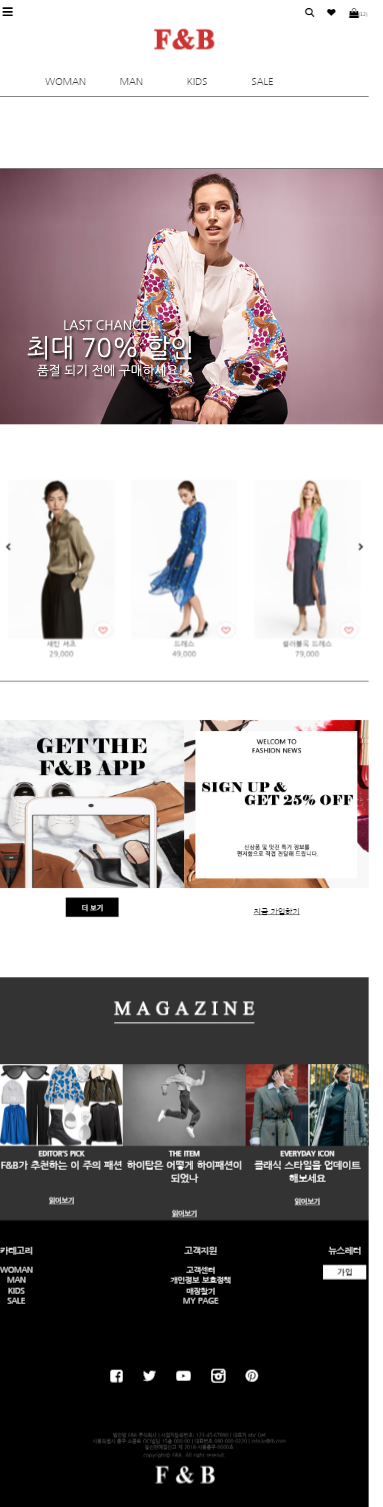 F&B
WOMAN MAN KIDS SALE
LAST CHANCE!
최대 70% 할인
품절 되기 전에 구매하세요!
새틴 셔츠
29,000
드레스
49,000
컬러블록 드레스
79,000
GET THE
F&B APP
더 보기
WELCOM TO
FASHION NEWS
SIGN UP &
GET 25% OFF
신상품 및 멋진 특가 정보를
편지함으로 직접 전달해 드립니다.
지금 가입하기
MAGAZINE
EDITOR'S PICK
F&B가 추천하는 이 주의 패션
읽어보기
THE ITEM
하이탑은 어떻게 하이패션이
되었나
읽어보기
EVERYDAY ICON
클래식 스타일을 업데이트
해보세요
읽어보기
카테고리
WOMAN
MAN
KIDS
SALE
고객지원
고객센터
개인정보 보호정책
매장찾기
MY PAGE
뉴스레터
가입
F&B